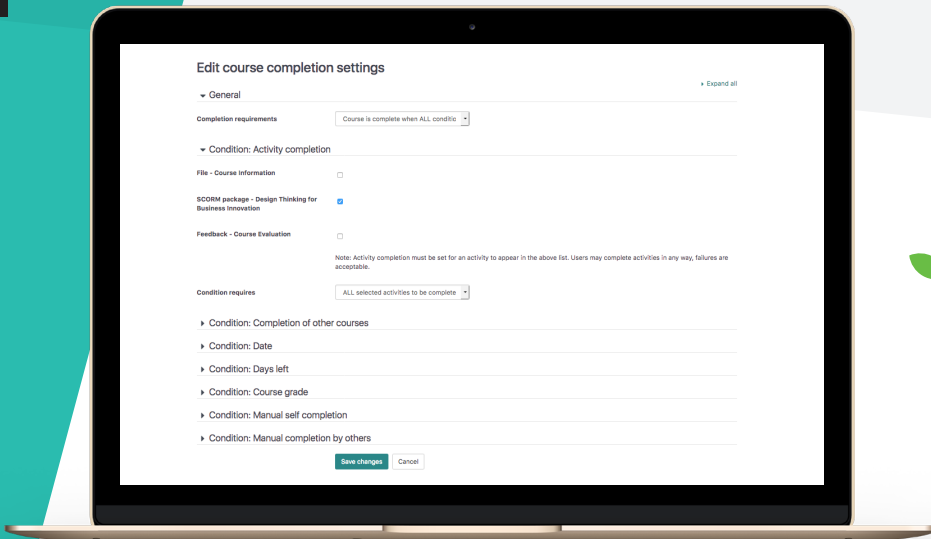 Edit course completion settings
Expand all
General
Completion requirements
Course is complete when ALL conditic
Condition: Activity completion
File - Course Information
SCORM package - Design Thinking for
Business Innovation
Feedback - Course Evaluation
Note: Activity completion must be set for an activity to appear in the above list. Users may complete activities in any way, failures are
acceptable.
Condition requires
ALL selected activities to be complete
Condition: Completion of other courses
Condition: Date
Condition: Days left
Condition: Course grade
Condition: Manual self completion
Condition: Manual completion by others
Save changes
Cancel